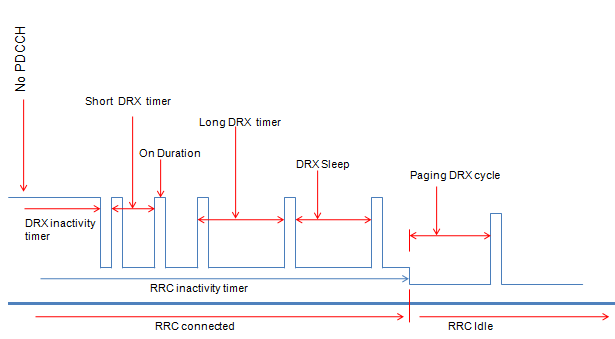 No PDCCH
Short DRX timer
Long DRX timer
On Duration
DRX Sleep
Paging DRX cycle
DRX inactivity
timer
RRC inactivity timer
RRC connected
RRC Idle